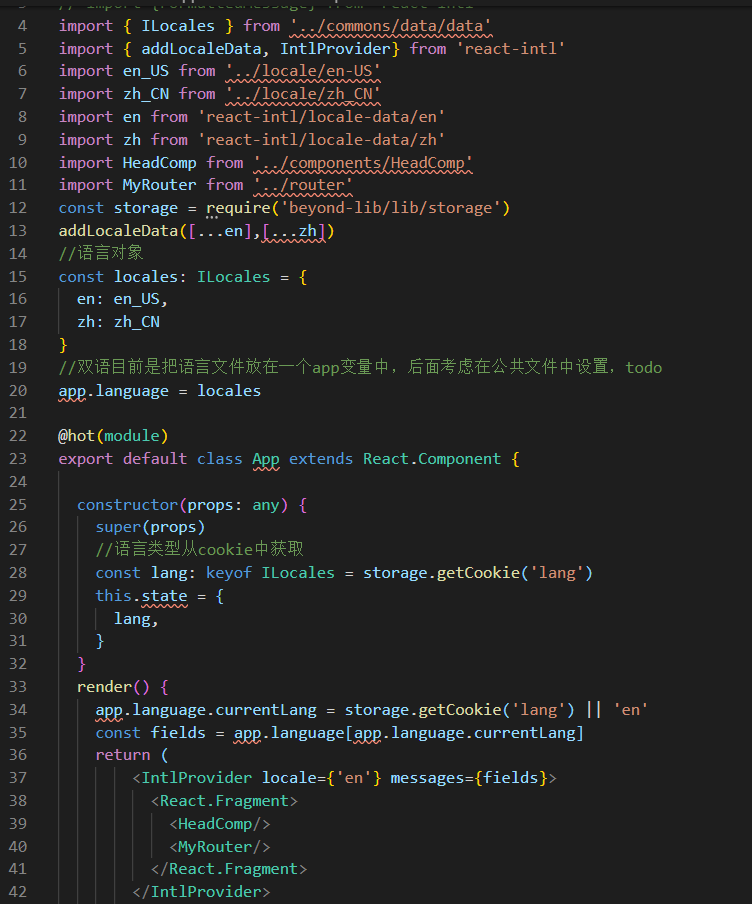 3 // import {FormattedMessage} from 'react-intl'
4 import { ILocales } from '../commons/data/data'
5 import { addLocaleData, IntlProvider} from 'react-intl'
6 import en_US from '../locale/en-US'
7 import zh_CN from '../locale/zh_CN'
8 import en from 'react-intl/locale-data/en'
9 import zh from 'react-intl/locale-data/zh'
10 import HeadComp from '../components/HeadComp'
11 import MyRouter from '../router'
12 const storage = require('beyond-lib/lib/storage')
13 addLocaleData([...en],[...zh])
14 //语言对象
15 const locales: ILocales = {
16 en: en_US,
17 zh: zh_CN
18 }
19 //双语目前是把语言文件放在一个app变量中，后面考虑在公共文件中设置，todo
20 app.language = locales
21
22 @hot(module)
23 export default class App extends React.Component {
24
25 constructor(props: any) {
26 super(props)
27 //语言类型从cookie中获取
28 const lang: keyof ILocales = storage.getCookie('lang')
29 this.state = {
30 lang,
31 }
32 }
33 render() {
34 app.language.currentLang = storage.getCookie('lang') || 'en'
35 const fields = app.language[app.language.currentLang]
36 return (
37 <IntlProvider locale={'en'} messages={fields}>
38 <React.Fragment>
39 <HeadComp/>
40 <MyRouter/>
41 </React.Fragment>
42 </IntlProvider>